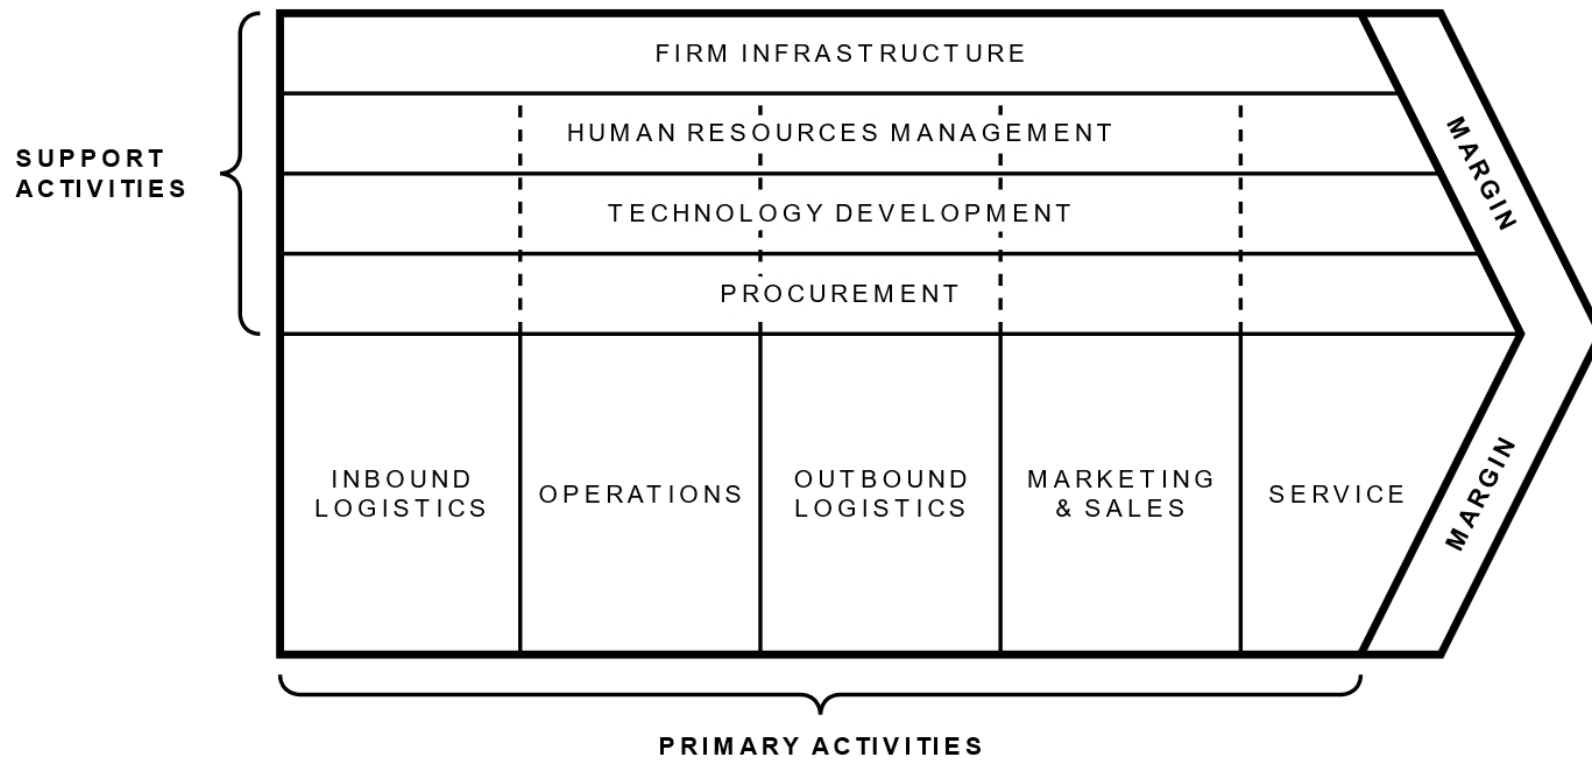 FIRM INFRASTRUCTURE
HUMAN RESOURCES MANAGEMENT
TECHNOLOGY DEVELOPMENT
PROCUREMENT
SUPPORT
ACTIVITIES
MARGIN
INBOUND
LOGISTICS
OPERATIONS
OUTBOUND
LOGISTICS
MARKETING
& SALES
SERVICE
MARGIN
PRIMARY ACTIVITIES